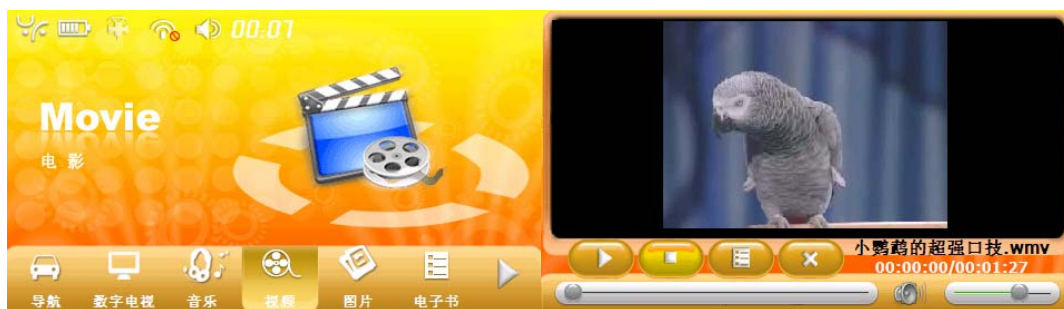 00:07
Movie
电 影
导航 数字电视 音乐 视频 图片 电子书
小鹦鹉的超强口技.wmv
00:00:00/00:01:27